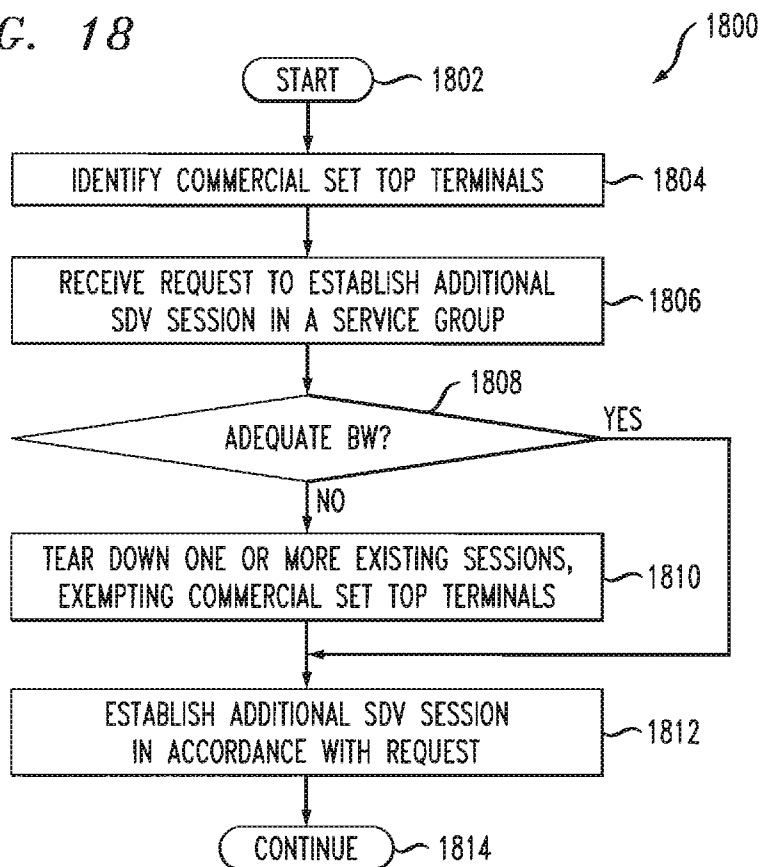 G. 18
1800
START
1802
IDENTIFY COMMERCIAL SET TOP TERMINALS
1804
RECEIVE REQUEST TO ESTABLISH ADDITIONAL
SDV SESSION IN A SERVICE GROUP
1806
1808
ADEQUATE BW?
YES
NO
TEAR DOWN ONE OR MORE EXISTING SESSIONS,
EXEMPTING COMMERCIAL SET TOP TERMINALS
1810
ESTABLISH ADDITIONAL SDV SESSION
IN ACCORDANCE WITH REQUEST
1812
CONTINUE
1814